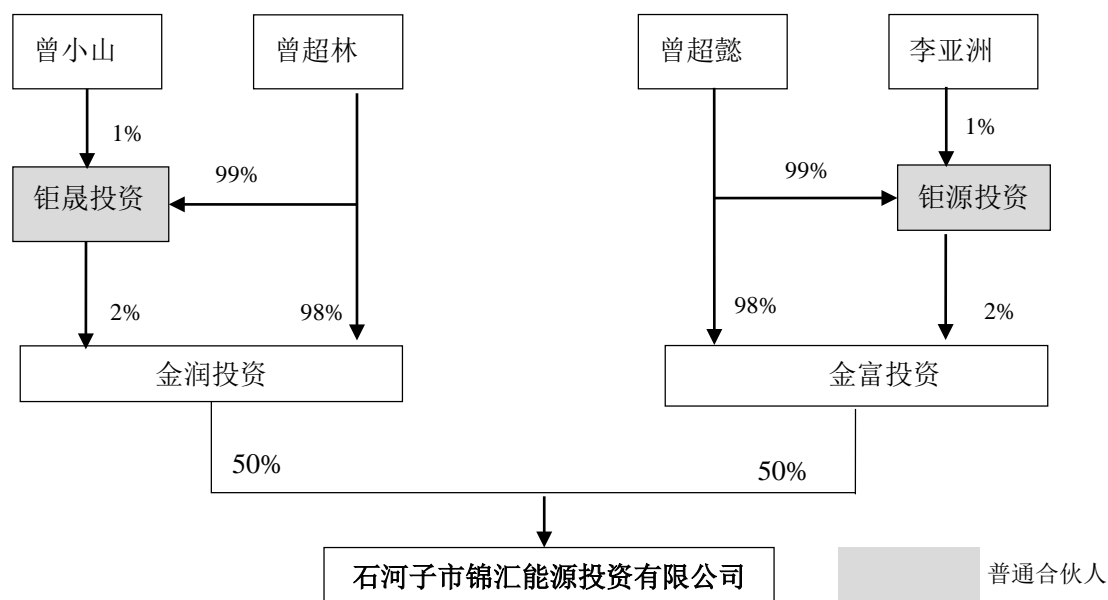 曾小山
曾超林
曾超懿
李亚洲
1%
1%
99%
99%
钜晟投资
钜源投资
2%
98%
98%
2%
金润投资
金富投资
50%
50%
石河子市锦汇能源投资有限公司
普通合伙人